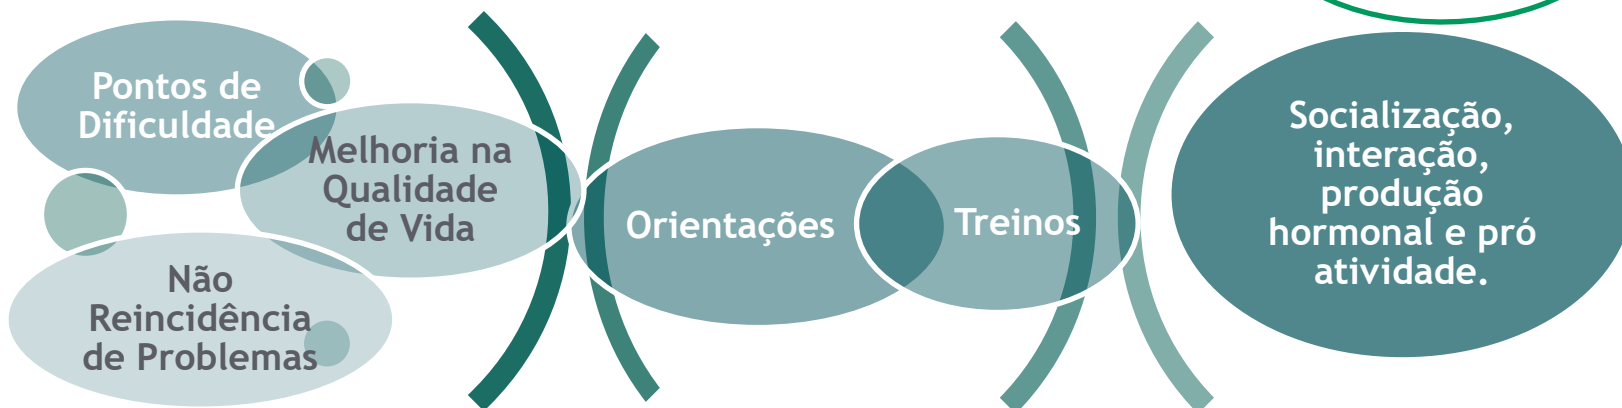 Pontos de
Dificuldade
Melhoria na
Qualidade
de Vida
Não
Reincidência
de Problemas
Orientações
Treinos
Socialização,
interação,
produção
hormonal e pró
atividade.